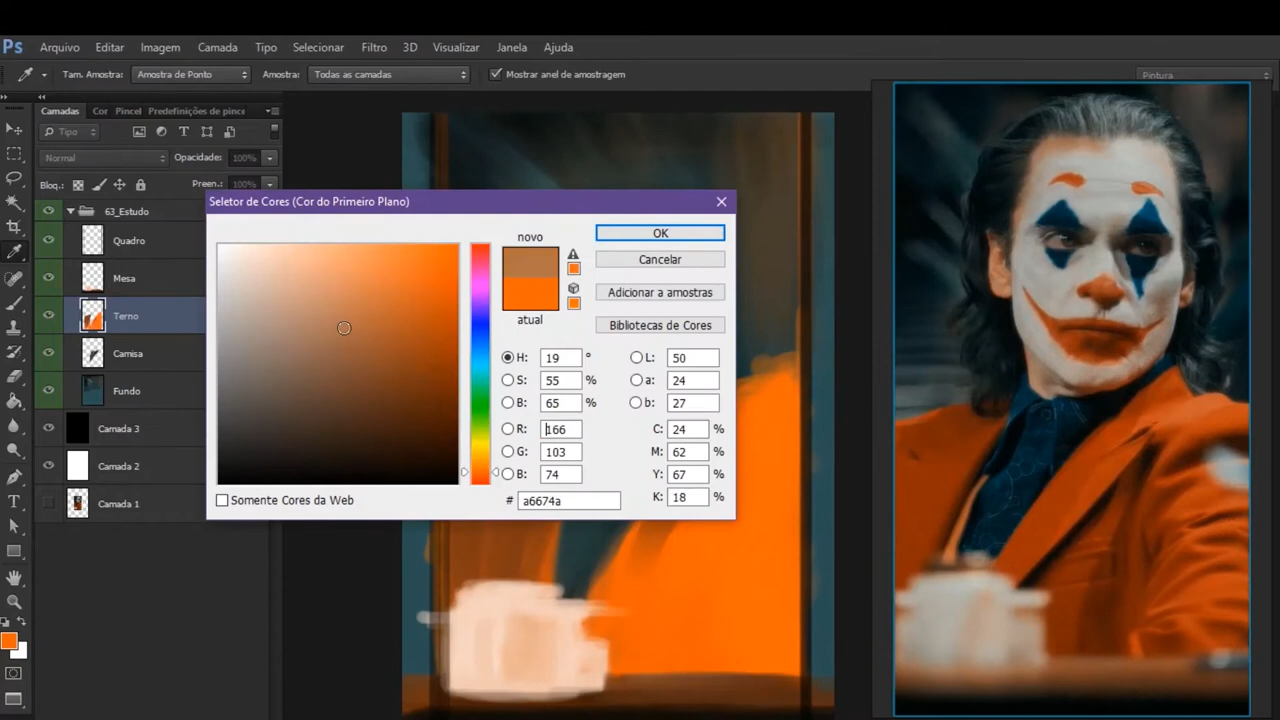 Ps Arquivo Editar Imagem Camada Tipo Selecionar Filtro 3D Visualizar Janela Ajuda
Tam. Amostra: Amostra de Ponto Amostra: Todas as camadas Mostrar anel de amostragem Pintura
Camadas Cor Pincel Predefinições de pince
Tipo
Normal Opacidade: 100%
Bloq.: Preen.: 100%
63_Estudo
Quadro
Mesa
Terno
Camisa
Fundo
Camada 3
Camada 2
Camada 1
T
Seletor de Cores (Cor do Primeiro Plano)
novo
atual
OK
Cancelar
Adicionar a amostras
Bibliotecas de Cores
H: 19 ° L: 50
S: 55 % a: 24
B: 65 % b: 27
R: 166 C: 24 %
G: 103 M: 62 %
B: 74 Y: 67 %
# a6674a K: 18 %
Somente Cores da Web